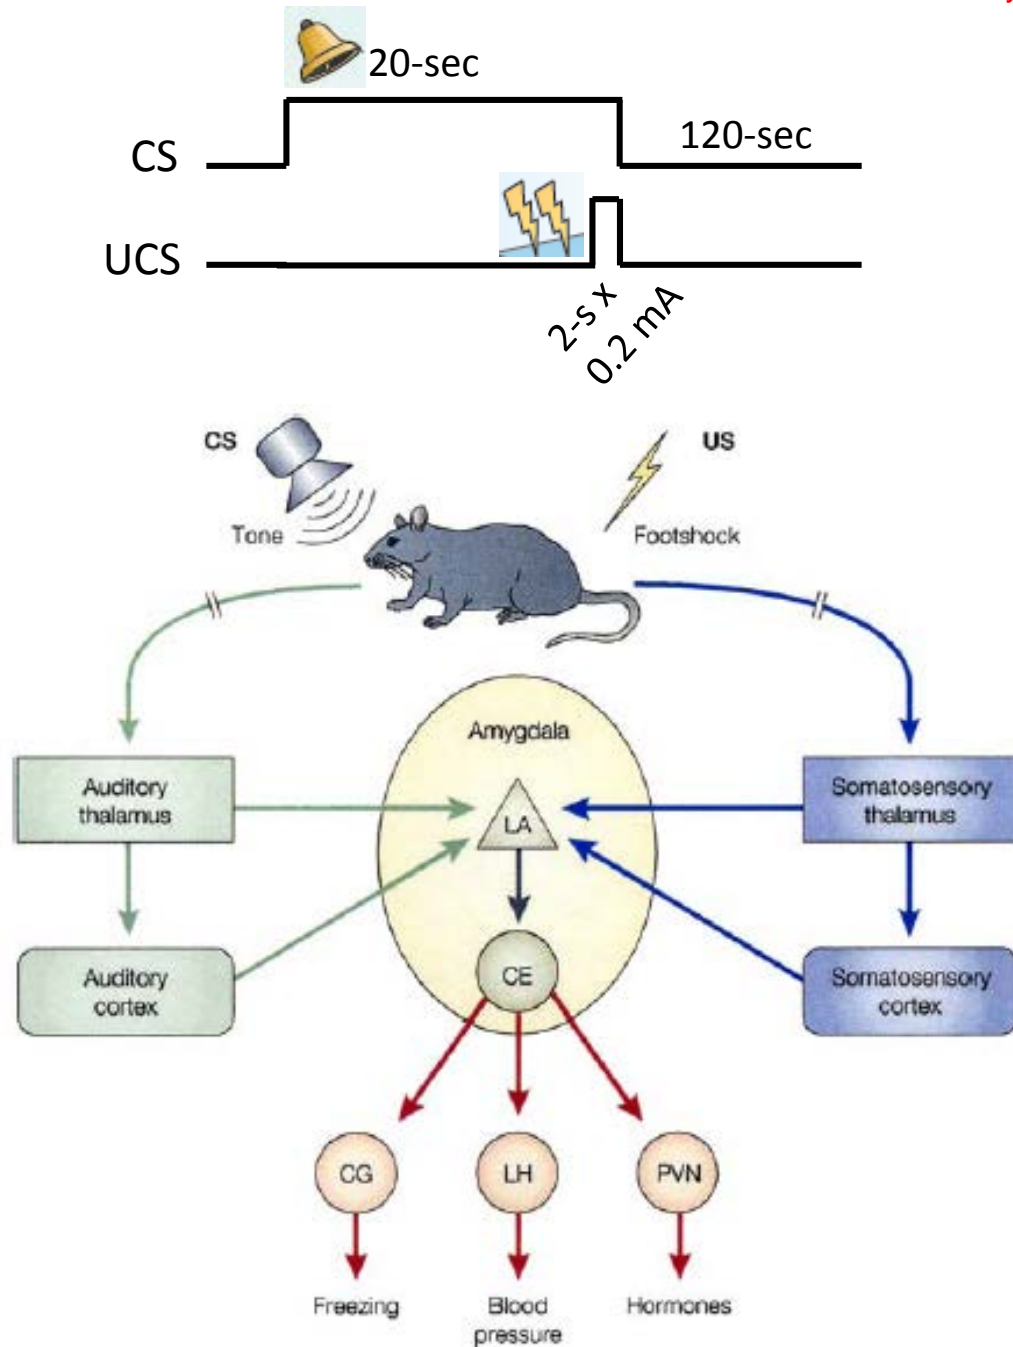 20-sec
120-sec
CS
UCS
2-s x
0.2 mA
CS
US
Tone
Footshock
Amygdala
Auditory
thalamus
LA
Somatosensory
thalamus
Auditory
cortex
CE
Somatosensory
cortex
CG
LH
PVN
Freezing
Blood
pressure
Hormones